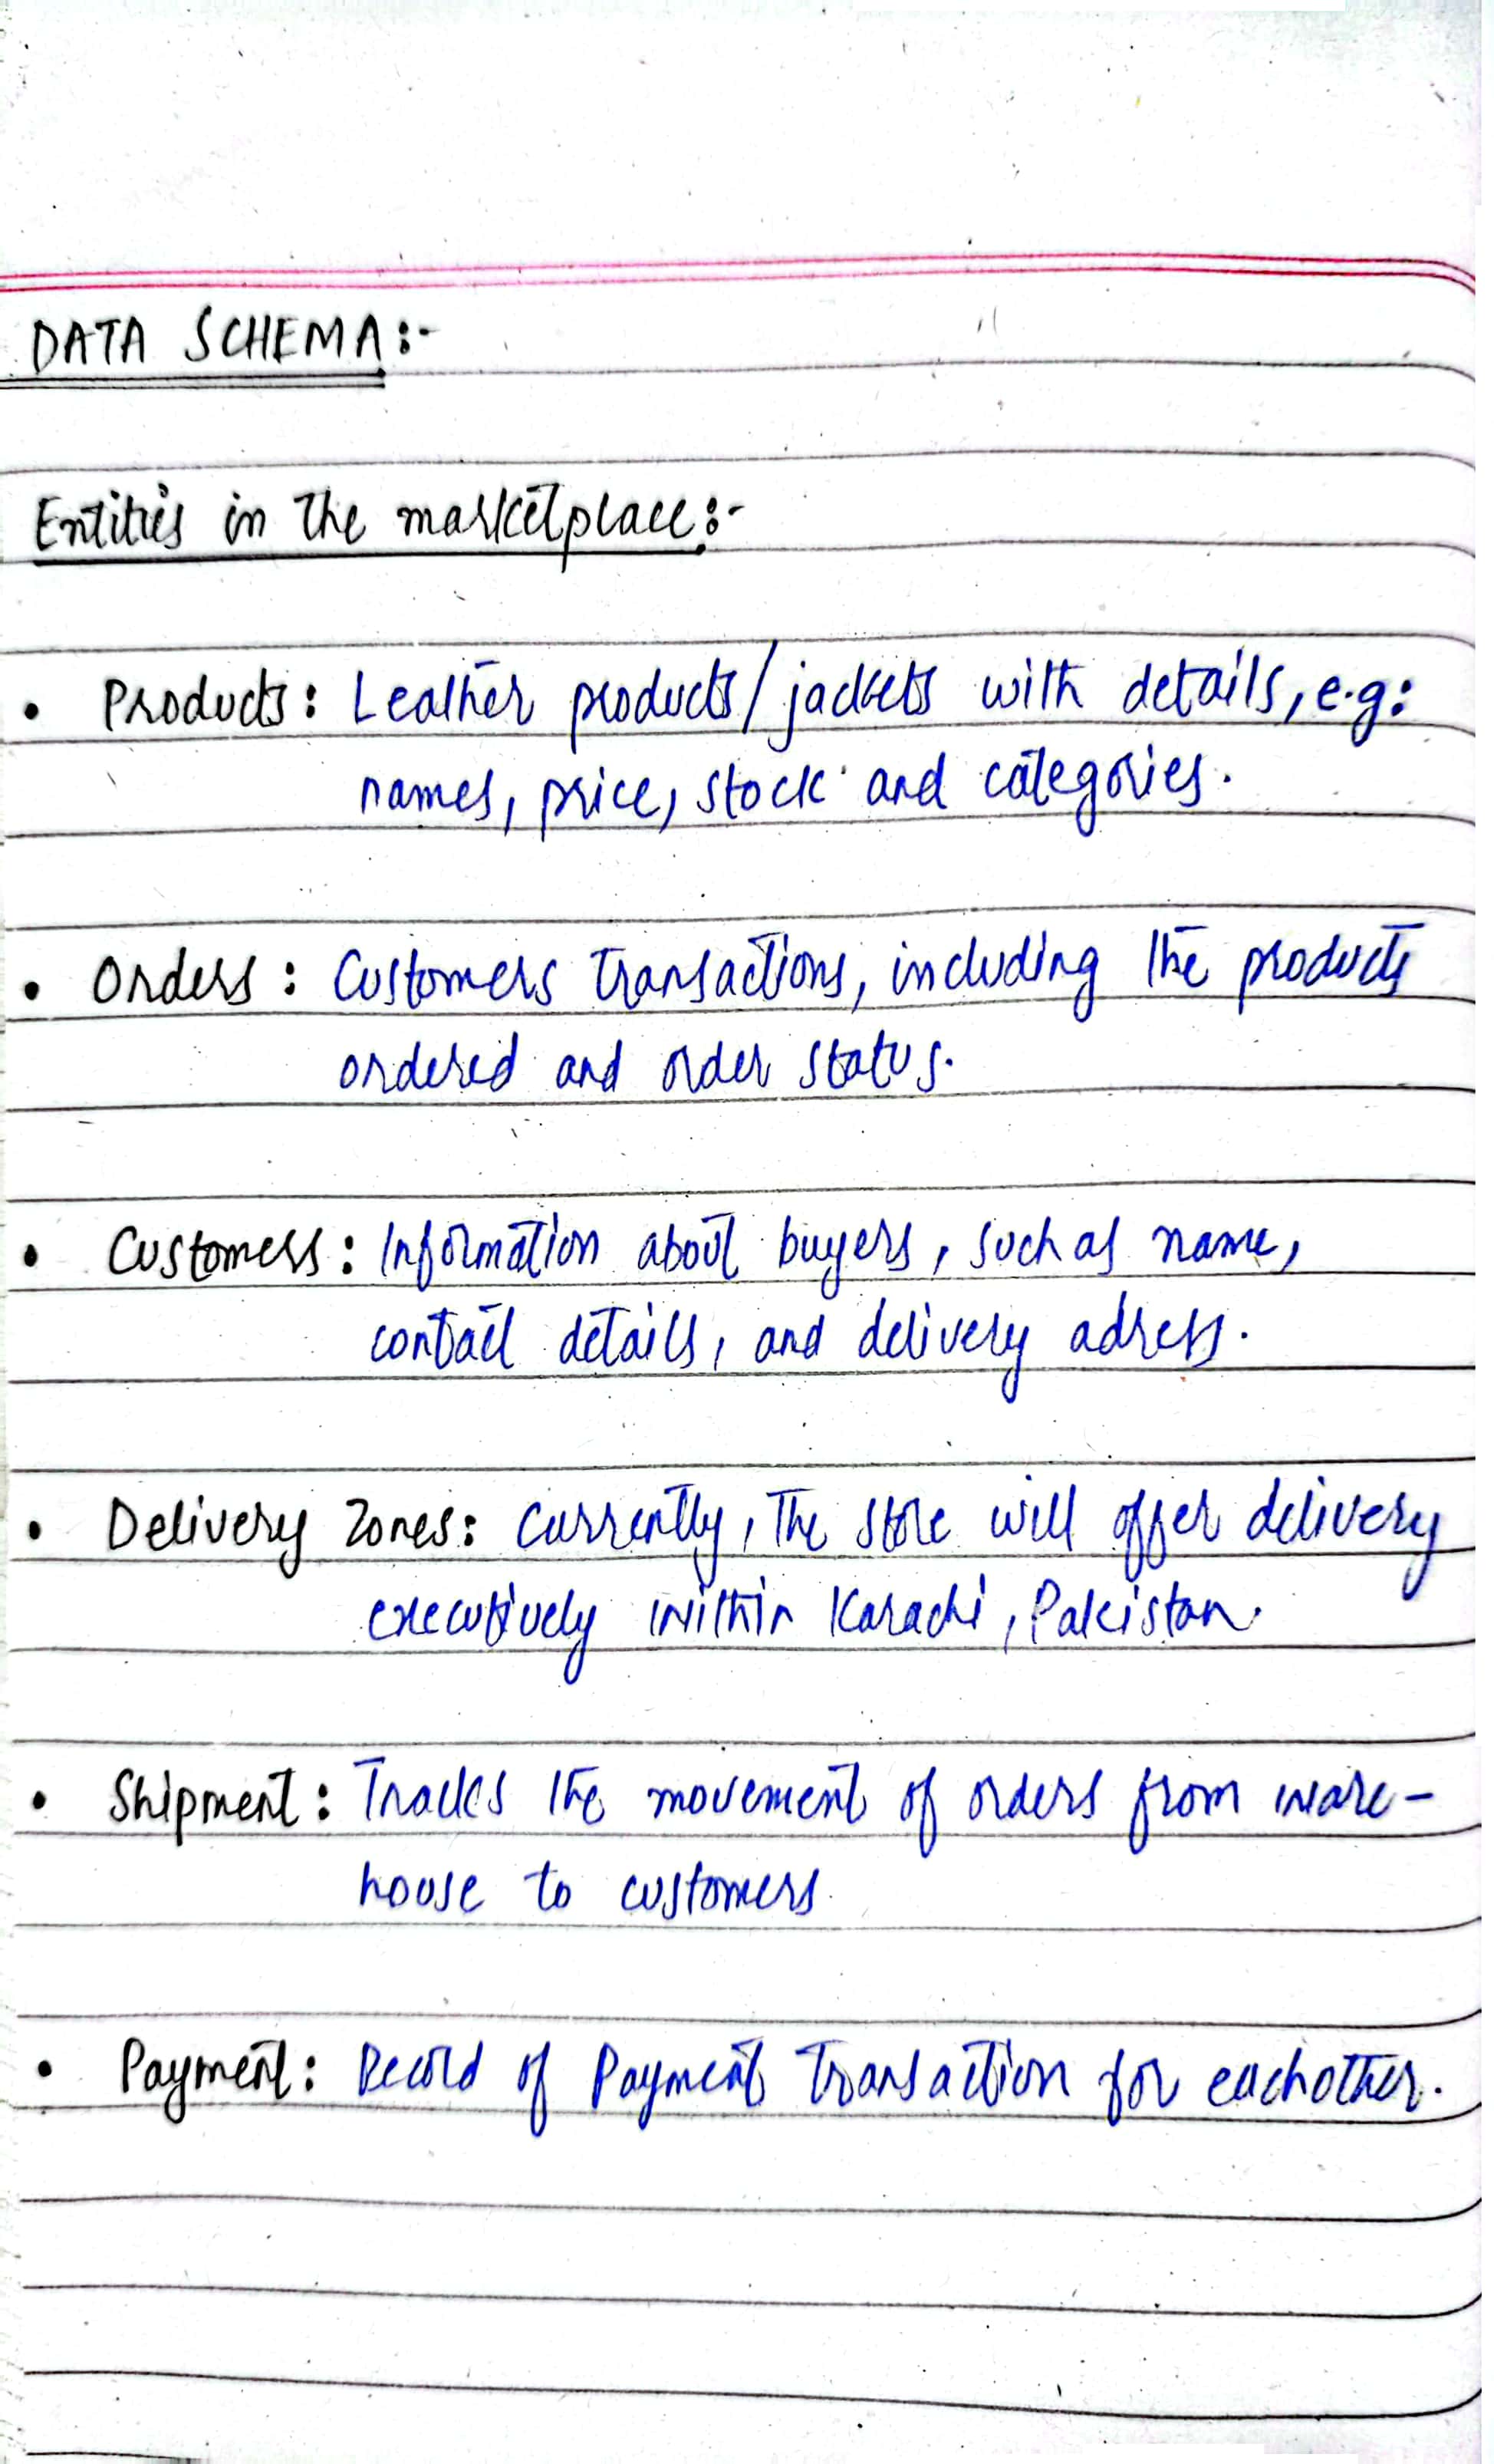 DATA SCHEMA:-
Entities in the marketplace:-
• Products: Leather products/jackets with details, e.g:
names, price, stock and categories.
• Orders: Customers transactions, including the products
ordered and order status.
• Customers: Information about buyers, such as name,
contact details, and delivery adress.
• Delivery Zones: Currently, The store will offer delivery
executively within Karachi, Pakistan.
• Shipment: Tracks the movement of orders from ware-
house to customers
• Payment: Record of Payment Transaction for eachother.